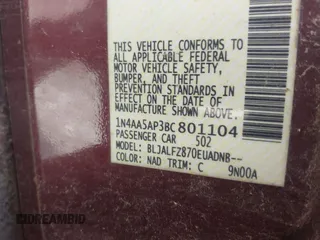 THIS VEHICLE CONFORMS TO
ALL APPLICABLE FEDERAL
MOTOR VEHICLE SAFETY,
BUMPER, AND THEFT
PREVENTION STANDARDS IN
EFFECT ON THE DATE OF
MANUFACTURE SHOWN ABOVE.
1N4AA5AP3BC801104
PASSENGER CAR 502
MODEL: BLJALFZ870EUADNB--
COLOR: NAD TRIM: C 9N00A
DREAMBID